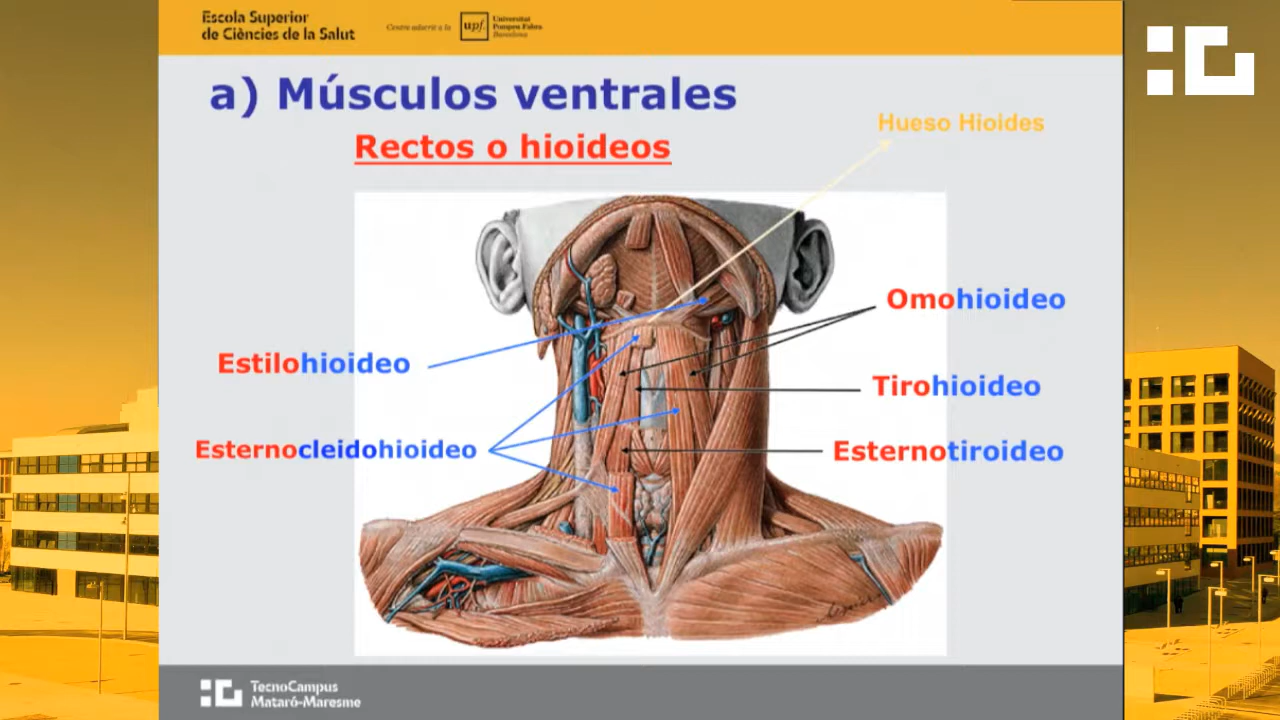 Escola Superior
de Ciències de la Salut
Centre adscrit a la
upf.
Universitat
Pompeu Fabra
Barcelona
a) Músculos ventrales
Hueso Hioides
Rectos o hioideos
Omohioideo
Estilohioideo
Tirohioideo
Esternocleidohioideo
Esternotiroideo
TecnoCampus
Mataró-Maresme